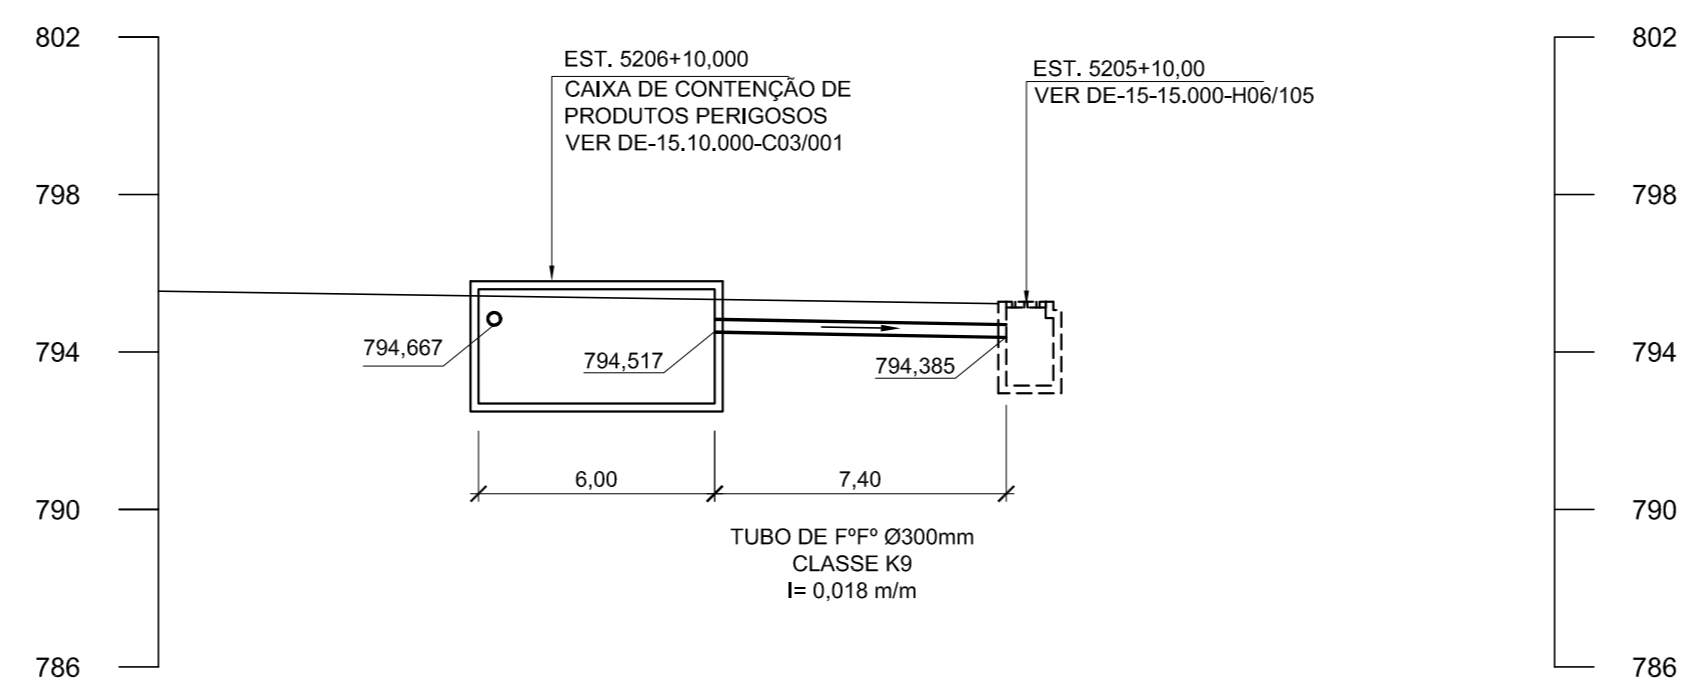 802
802
EST. 5206+10,000
CAIXA DE CONTENÇÃO DE
PRODUTOS PERIGOSOS
VER DE-15.10.000-C03/001
EST. 5205+10,00
VER DE-15-15.000-H06/105
798
798
794
794,667
794,517
794,385
794
6,00
7,40
790
790
TUBO DE FºFº Ø300mm
CLASSE K9
I= 0,018 m/m
786
786